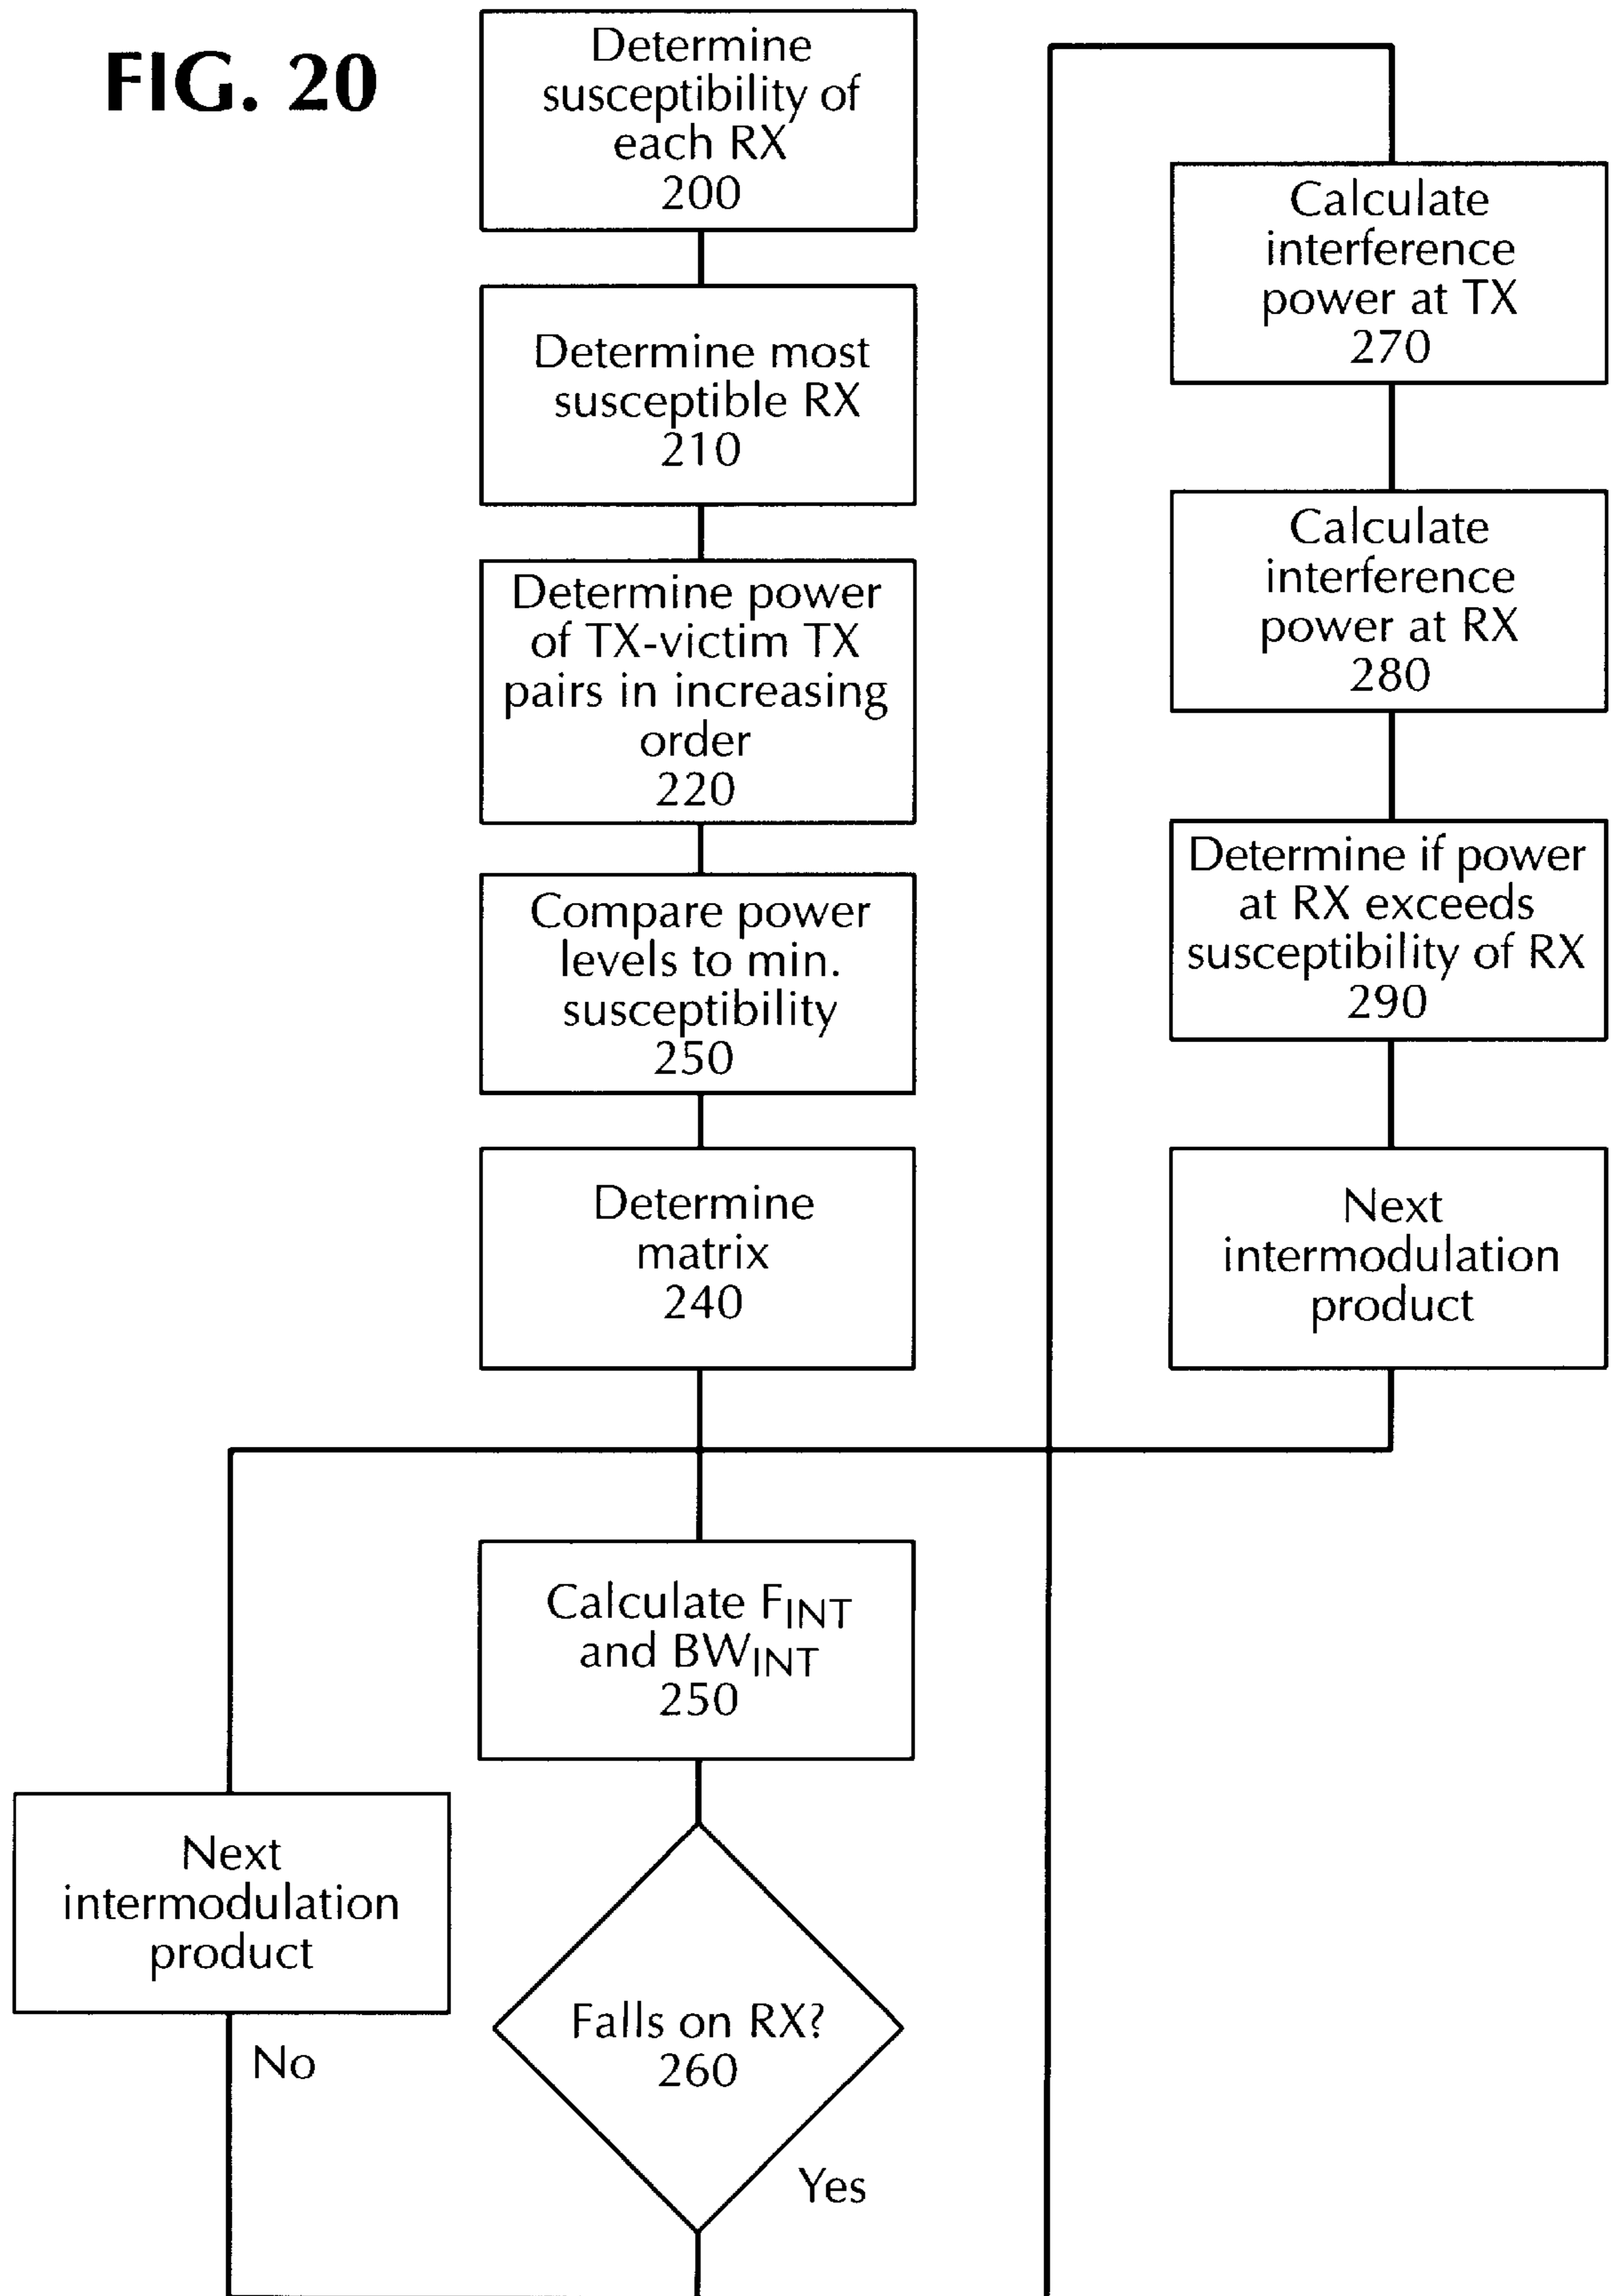 FIG. 20
Determine
susceptibility of
each RX
200
Determine most
susceptible RX
210
Determine power
of TX-victim TX
pairs in increasing
order
220
Compare power
levels to min.
susceptibility
250
Determine
matrix
240
Calculate FINT
and BWINT
250
Falls on RX?
260
Yes
Next
intermodulation
product
No
Calculate
interference
power at TX
270
Calculate
interference
power at RX
280
Determine if power
at RX exceeds
susceptibility of RX
290
Next
intermodulation
product